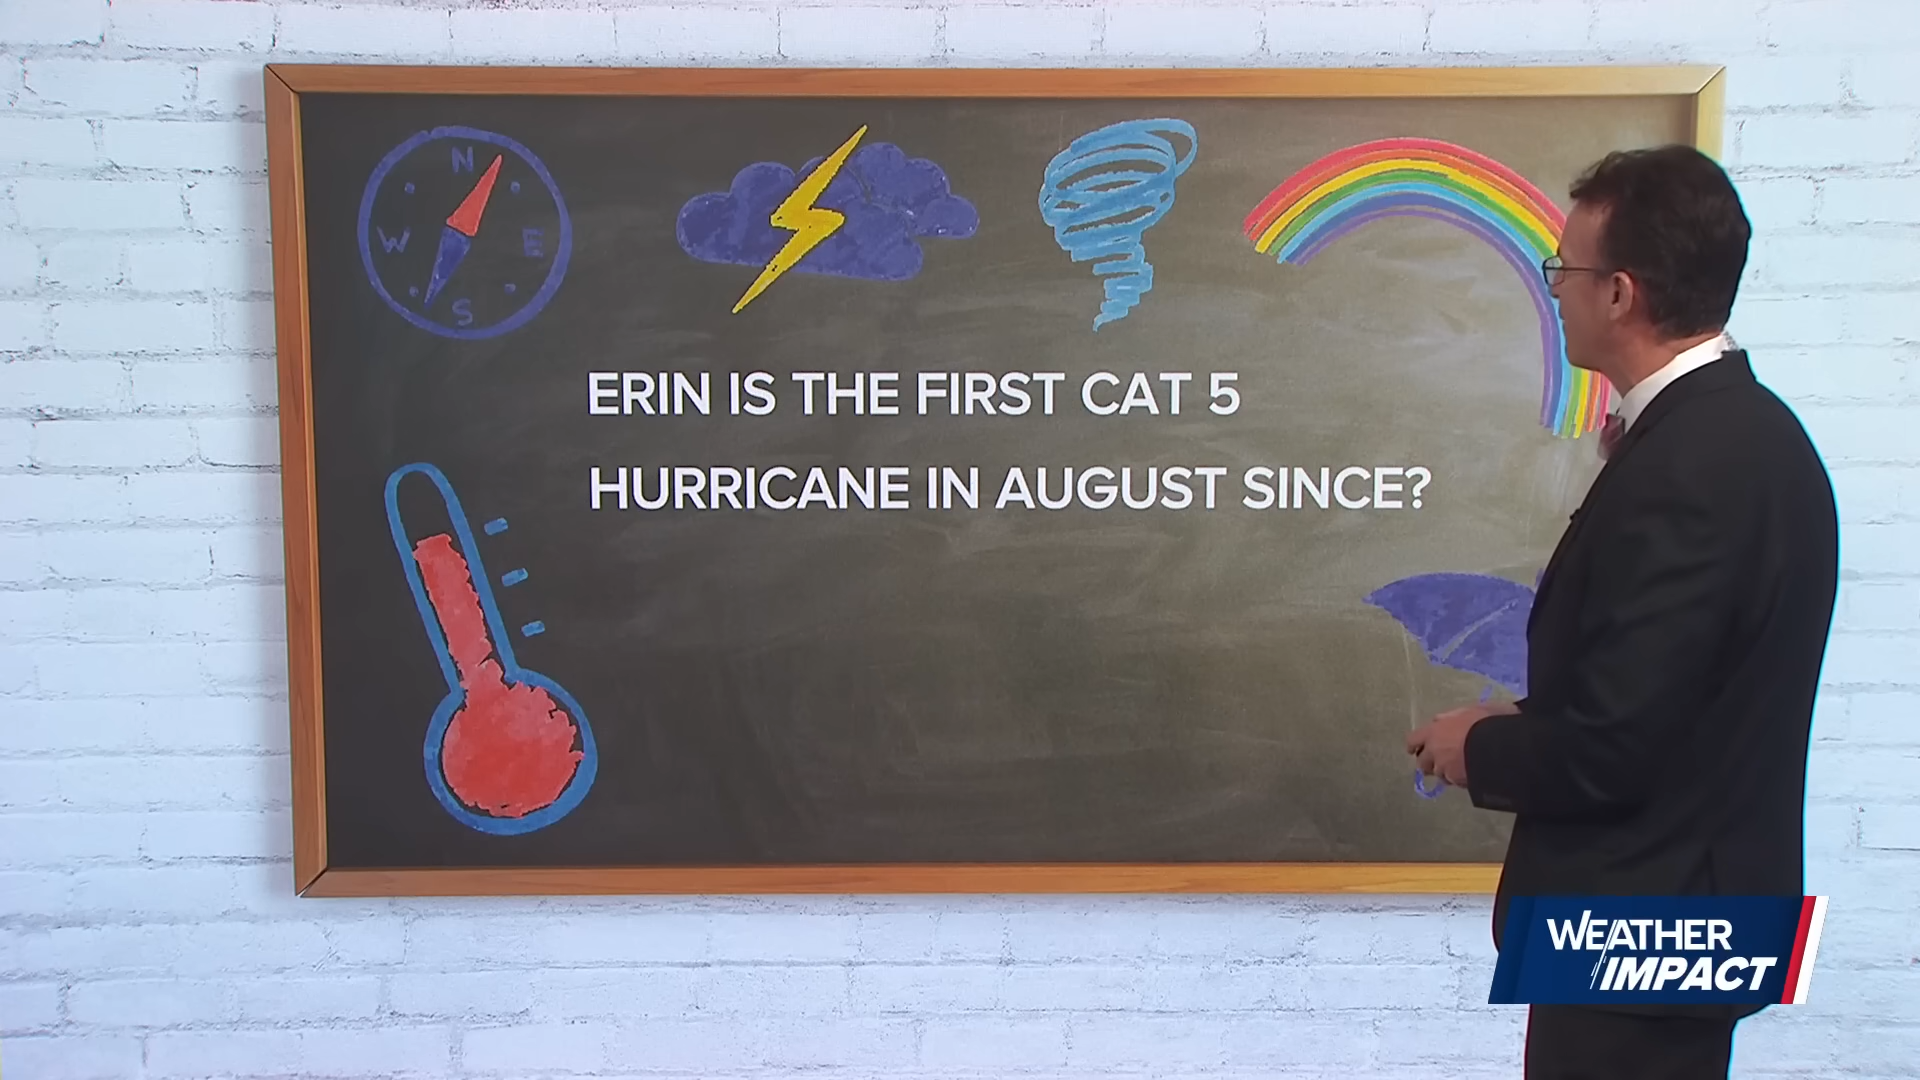 N
W E
S
ERIN IS THE FIRST CAT 5
HURRICANE IN AUGUST SINCE?
WEATHER
IMPACT